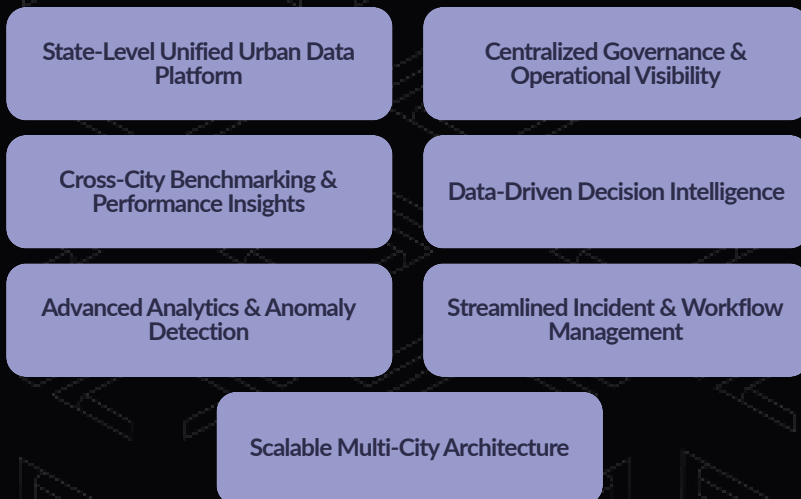 State-Level Unified Urban Data
Platform
Centralized Governance &
Operational Visibility
Cross-City Benchmarking &
Performance Insights
Data-Driven Decision Intelligence
Advanced Analytics & Anomaly
Detection
Streamlined Incident & Workflow
Management
Scalable Multi-City Architecture